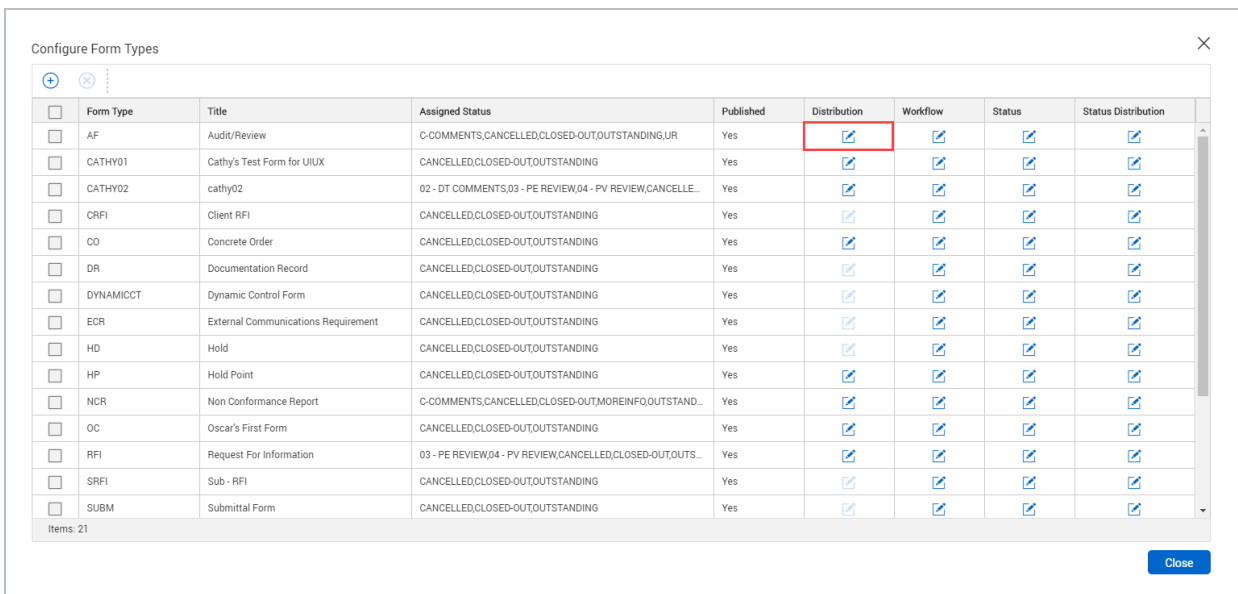 Configure Form Types
Form Type Title Assigned Status Published Distribution Workflow Status Status Distribution
AF Audit/Review C-COMMENTS,CANCELLED,CLOSED-OUT,OUTSTANDING,UR Yes
CATHY01 Cathy's Test Form for UIUX CANCELLED,CLOSED-OUT,OUTSTANDING Yes
CATHY02 cathy02 02 - DT COMMENTS,03 - PE REVIEW,04 - PV REVIEW,CANCELLE... Yes
CRFI Client RFI CANCELLED,CLOSED-OUT,OUTSTANDING Yes
CO Concrete Order CANCELLED,CLOSED-OUT,OUTSTANDING Yes
DR Documentation Record CANCELLED,CLOSED-OUT,OUTSTANDING Yes
DYNAMICCT Dynamic Control Form CANCELLED,CLOSED-OUT,OUTSTANDING Yes
ECR External Communications Requirement CANCELLED,CLOSED-OUT,OUTSTANDING Yes
HD Hold CANCELLED,CLOSED-OUT,OUTSTANDING Yes
HP Hold Point CANCELLED,CLOSED-OUT,OUTSTANDING Yes
NCR Non Conformance Report C-COMMENTS,CANCELLED,CLOSED-OUT,MOREINFO,OUTSTAND... Yes
OC Oscar's First Form CANCELLED,CLOSED-OUT,OUTSTANDING Yes
RFI Request For Information 03 - PE REVIEW,04 - PV REVIEW,CANCELLED,CLOSED-OUT,OUTS... Yes
SRFI Sub - RFI CANCELLED,CLOSED-OUT,OUTSTANDING Yes
SUBM Submittal Form CANCELLED,CLOSED-OUT,OUTSTANDING Yes
Items: 21
Close